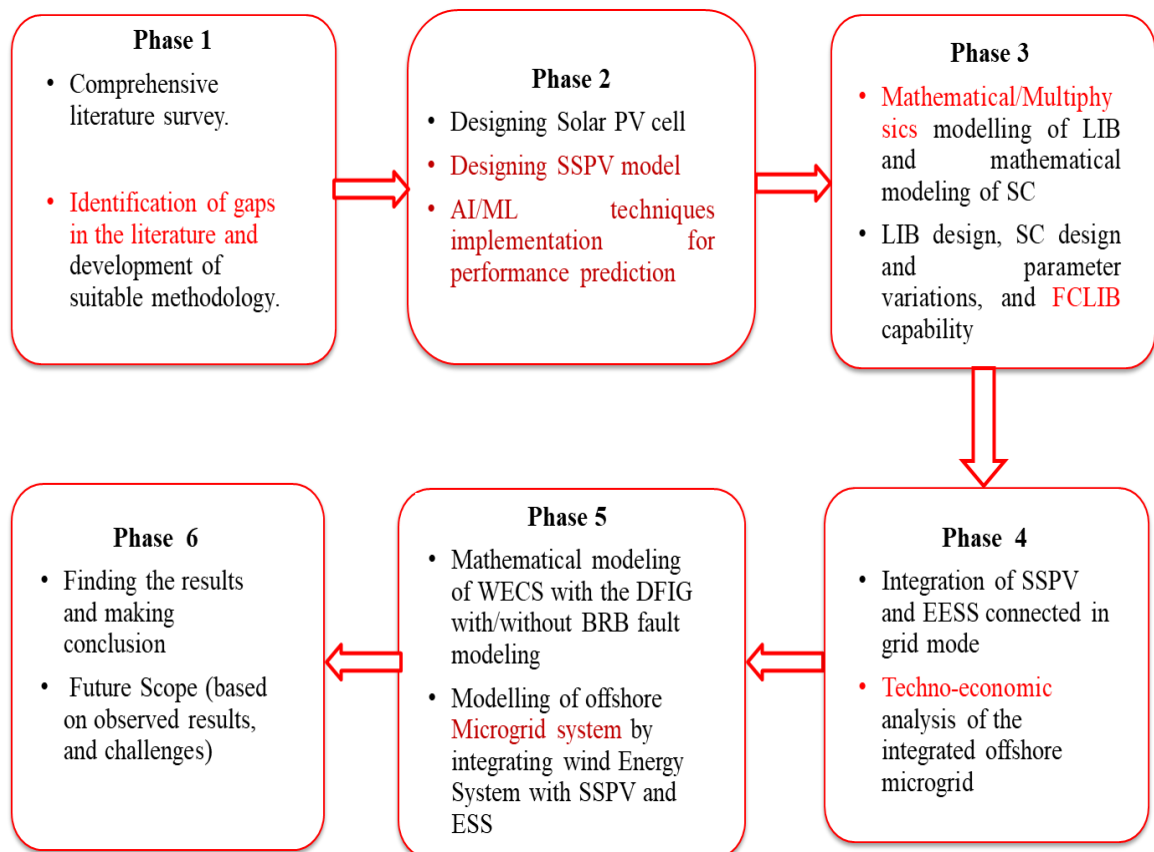 Phase 1
• Comprehensive
literature survey.
• Identification of gaps
in the literature and
development of
suitable methodology.
Phase 2
• Designing Solar PV cell
• Designing SSPV model
• AI/ML techniques
implementation for
performance prediction
Phase 3
• Mathematical/Multiphy
sics modelling of LIB
and mathematical
modeling of SC
• LIB design, SC design
and parameter
variations, and FCLIB
capability
Phase 4
• Integration of SSPV
and EESS connected in
grid mode
• Techno-economic
analysis of the
integrated offshore
microgrid
Phase 5
• Mathematical modeling
of WECS with the DFIG
with/without BRB fault
modeling
• Modelling of offshore
Microgrid system by
integrating wind Energy
System with SSPV and
ESS
Phase 6
• Finding the results
and making
conclusion
• Future Scope (based
on observed results,
and challenges)